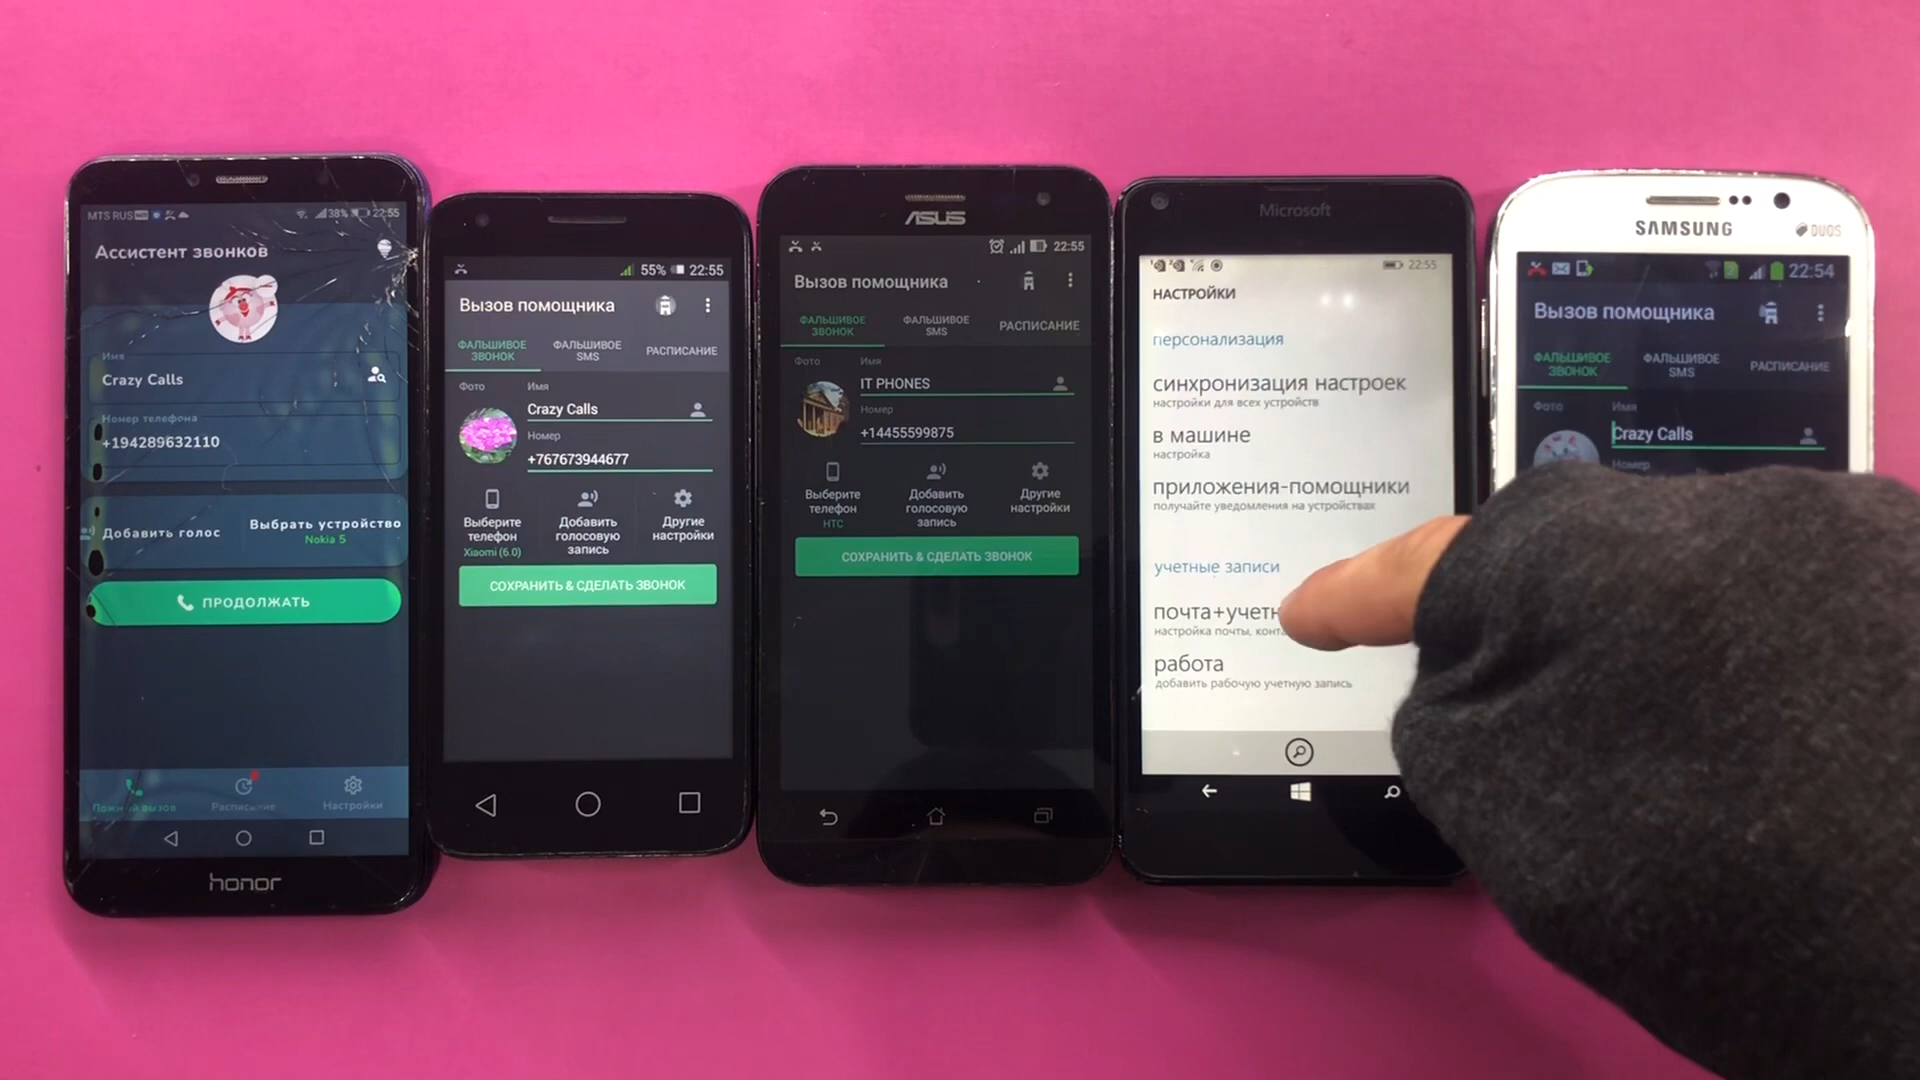 MTS RUS
38%
22:55
Ассистент звонков
Имя
Crazy Calls
Номер телефона
+194289632110
Добавить голос
Выбрать устройство
Nokia 5
ПРОДОЛЖАТЬ
вызов
Расписание
Настройки
honor
55%
22:55
Вызов помощника
ФАЛЬШИВОЕ
ЗВОНОК
ФАЛЬШИВОЕ
SMS
РАСПИСАНИЕ
Фото
Имя
Crazy Calls
Номер
+767673944677
Выберите
телефон
Xiaomi (6.0)
Добавить
голосовую
запись
Другие
настройки
СОХРАНИТЬ & СДЕЛАТЬ ЗВОНОК
ASUS
22:55
Вызов помощника
ФАЛЬШИВОЕ
ЗВОНОК
ФАЛЬШИВОЕ
SMS
РАСПИСАНИЕ
Фото
Имя
IT PHONES
Номер
+14455599875
Выберите
телефон
HTC
Добавить
голосовую
запись
Другие
настройки
СОХРАНИТЬ & СДЕЛАТЬ ЗВОНОК
Microsoft
22:55
НАСТРОЙКИ
персонализация
синхронизация настроек
настройки для всех устройств
в машине
настройка
приложения-помощники
получайте уведомления на устройствах
учетные записи
почта+учетн
настройка почты, конта
работа
добавить рабочую учетную запись
SAMSUNG
DUOS
22:54
Вызов помощника
ФАЛЬШИВОЕ
ЗВОНОК
ФАЛЬШИВОЕ
SMS
РАСПИСАНИЕ
Фото
Имя
Crazy Calls
Номер